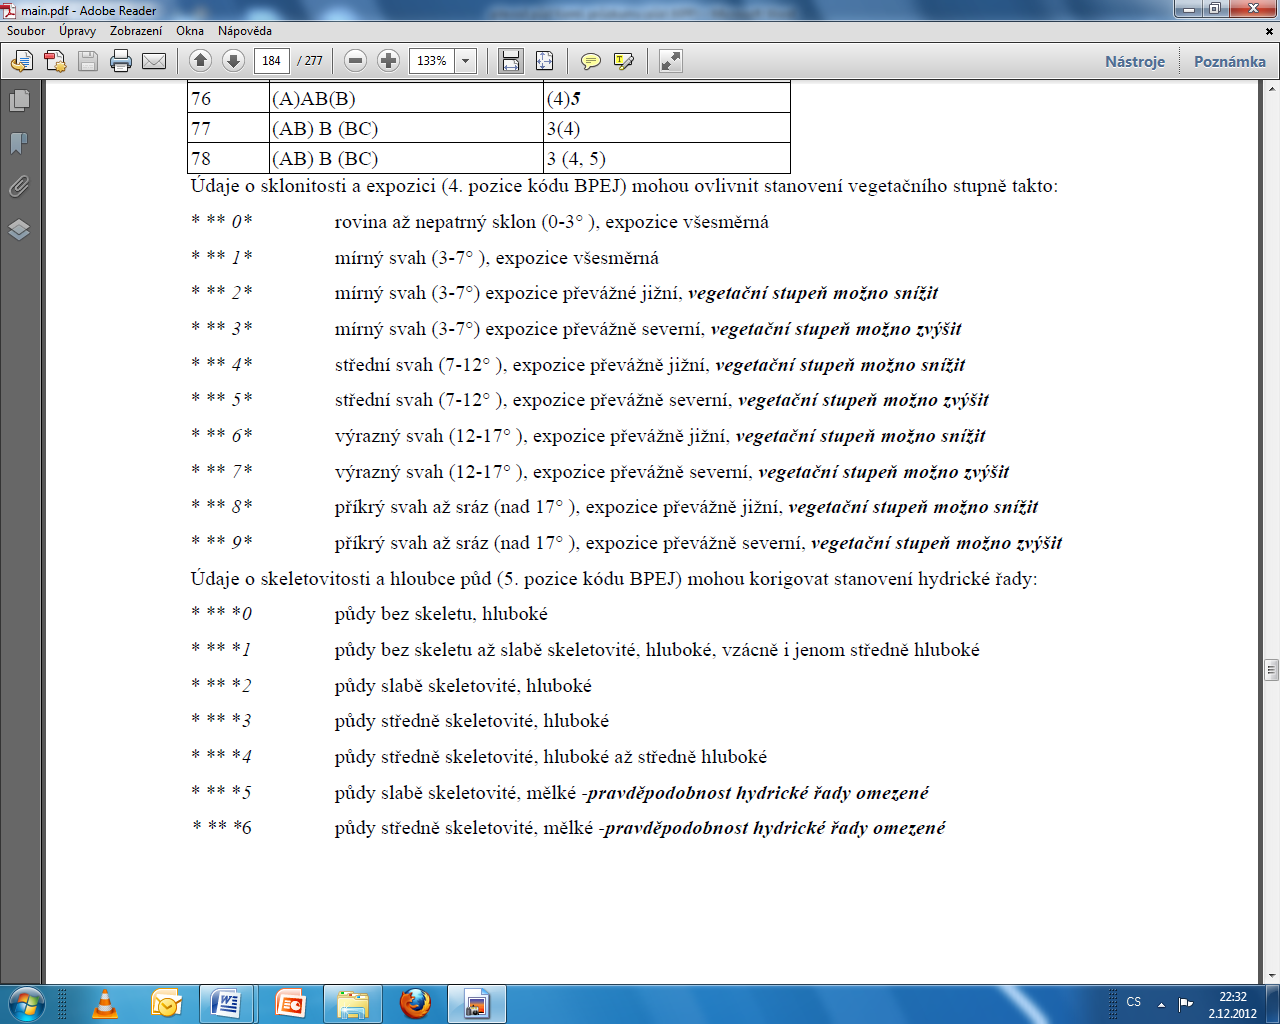 main.pdf - Adobe Reader
Soubor Úpravy Zobrazení Okna Nápověda
184 / 277 133% Nástroje Poznámka
76 (A)AB(B) (4)5
77 (AB) B (BC) 3(4)
78 (AB) B (BC) 3 (4, 5)
Údaje o sklonitosti a expozici (4. pozice kódu BPEJ) mohou ovlivnit stanovení vegetačního stupně takto:
* ** 0* rovina až nepatrný sklon (0-3° ), expozice všesměrná
* ** 1* mírný svah (3-7° ), expozice všesměrná
* ** 2* mírný svah (3-7°) expozice převážné jižní, vegetační stupeň možno snížit
* ** 3* mírný svah (3-7°) expozice převážně severní, vegetační stupeň možno zvýšit
* ** 4* střední svah (7-12° ), expozice převážně jižní, vegetační stupeň možno snížit
* ** 5* střední svah (7-12° ), expozice převážně severní, vegetační stupeň možno zvýšit
* ** 6* výrazný svah (12-17° ), expozice převážně jižní, vegetační stupeň možno snížit
* ** 7* výrazný svah (12-17° ), expozice převážně severní, vegetační stupeň možno zvýšit
* ** 8* příkrý svah až sráz (nad 17° ), expozice převážně jižní, vegetační stupeň možno snížit
* ** 9* příkrý svah až sráz (nad 17° ), expozice převážně severní, vegetační stupeň možno zvýšit
Údaje o skeletovitosti a hloubce půd (5. pozice kódu BPEJ) mohou korigovat stanovení hydrické řady:
* ** *0 půdy bez skeletu, hluboké
* ** *1 půdy bez skeletu až slabě skeletovité, hluboké, vzácně i jenom středně hluboké
* ** *2 půdy slabě skeletovité, hluboké
* ** *3 půdy středně skeletovité, hluboké
* ** *4 půdy středně skeletovité, hluboké až středně hluboké
* ** *5 půdy slabě skeletovité, mělké -pravděpodobnost hydrické řady omezené
* ** *6 půdy středně skeletovité, mělké -pravděpodobnost hydrické řady omezené
CS 22:32
2.12.2012